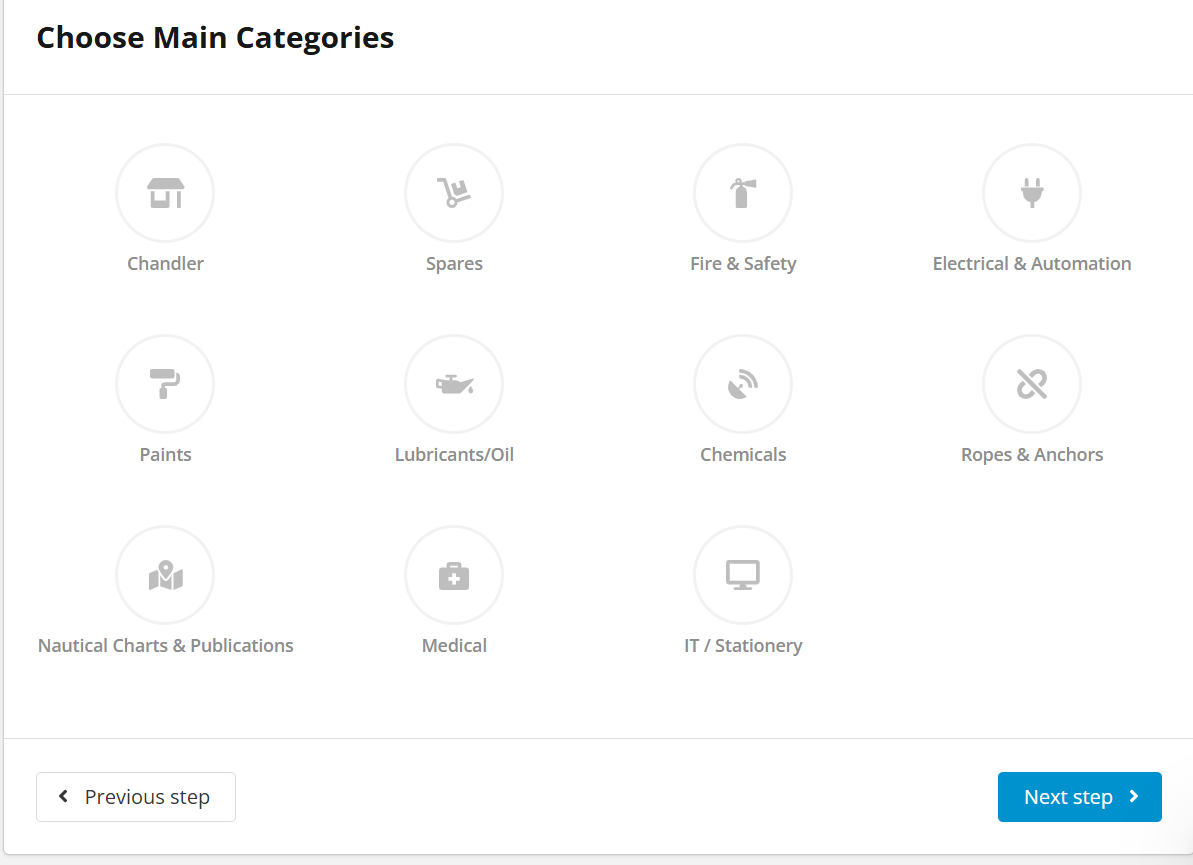 Choose Main Categories
Chandler
Spares
Fire & Safety
Electrical & Automation
Paints
Lubricants/Oil
Chemicals
Ropes & Anchors
Nautical Charts & Publications
Medical
IT / Stationery
Previous step
Next step